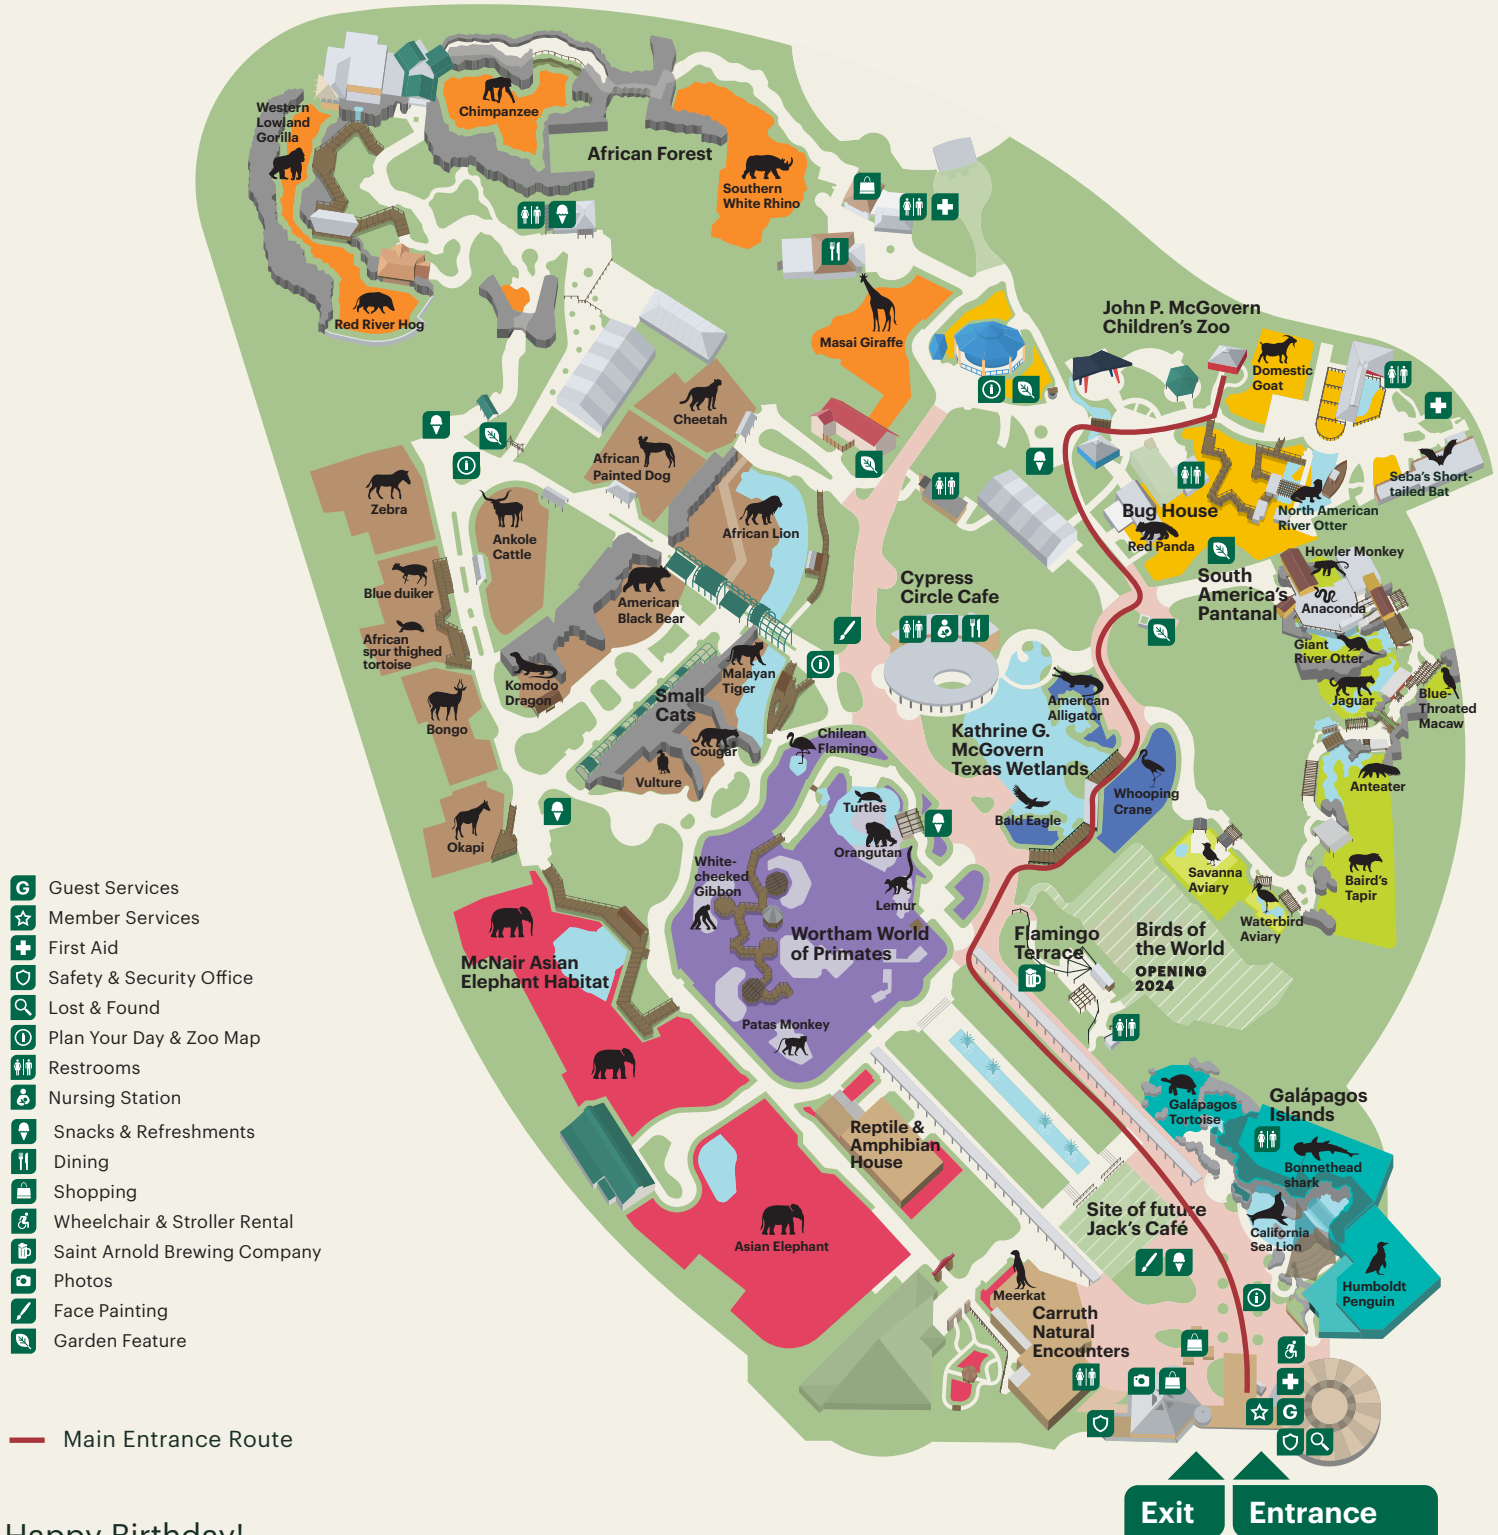 Western
Lowland
Gorilla
Chimpanzee
African Forest
Southern
White Rhino
Red River Hog
Masai Giraffe
John P. McGovern
Children's Zoo
Domestic
Goat
Cheetah
African
Painted Dog
Zebra
Ankole
Cattle
African Lion
Seba's Short-
tailed Bat
North American
River Otter
Bug House
Red Panda
Howler Monkey
South
America's
Pantanal
Anaconda
Giant
River Otter
Jaguar
Blue-
Throated
Macaw
Blue duiker
African
spur thighed
tortoise
American
Black Bear
Cypress
Circle Cafe
Komodo
Dragon
Malayan
Tiger
Small
Cats
Bongo
Cougar
Vulture
Chilean
Flamingo
American
Alligator
Kathrine G.
McGovern
Texas Wetlands
Whooping
Crane
Bald Eagle
Anteater
Turtles
Orangutan
Okapi
White-
cheeked
Gibbon
Lemur
Savanna
Aviary
Baird's
Tapir
Waterbird
Aviary
Wortham World
of Primates
Flamingo
Terrace
Birds of
the World
OPENING
2024
McNair Asian
Elephant Habitat
Patas Monkey
Galápagos
Tortoise
Galápagos
Islands
Reptile &
Amphibian
House
Bonnethead
shark
Site of future
Jack's Café
California
Sea Lion
Asian Elephant
Humboldt
Penguin
Meerkat
Carruth
Natural
Encounters
G
Exit
Entrance
G Guest Services
Member Services
First Aid
Safety & Security Office
Lost & Found
Plan Your Day & Zoo Map
Restrooms
Nursing Station
Snacks & Refreshments
Dining
Shopping
Wheelchair & Stroller Rental
Saint Arnold Brewing Company
Photos
Face Painting
Garden Feature
Main Entrance Route
Happy Birthday!